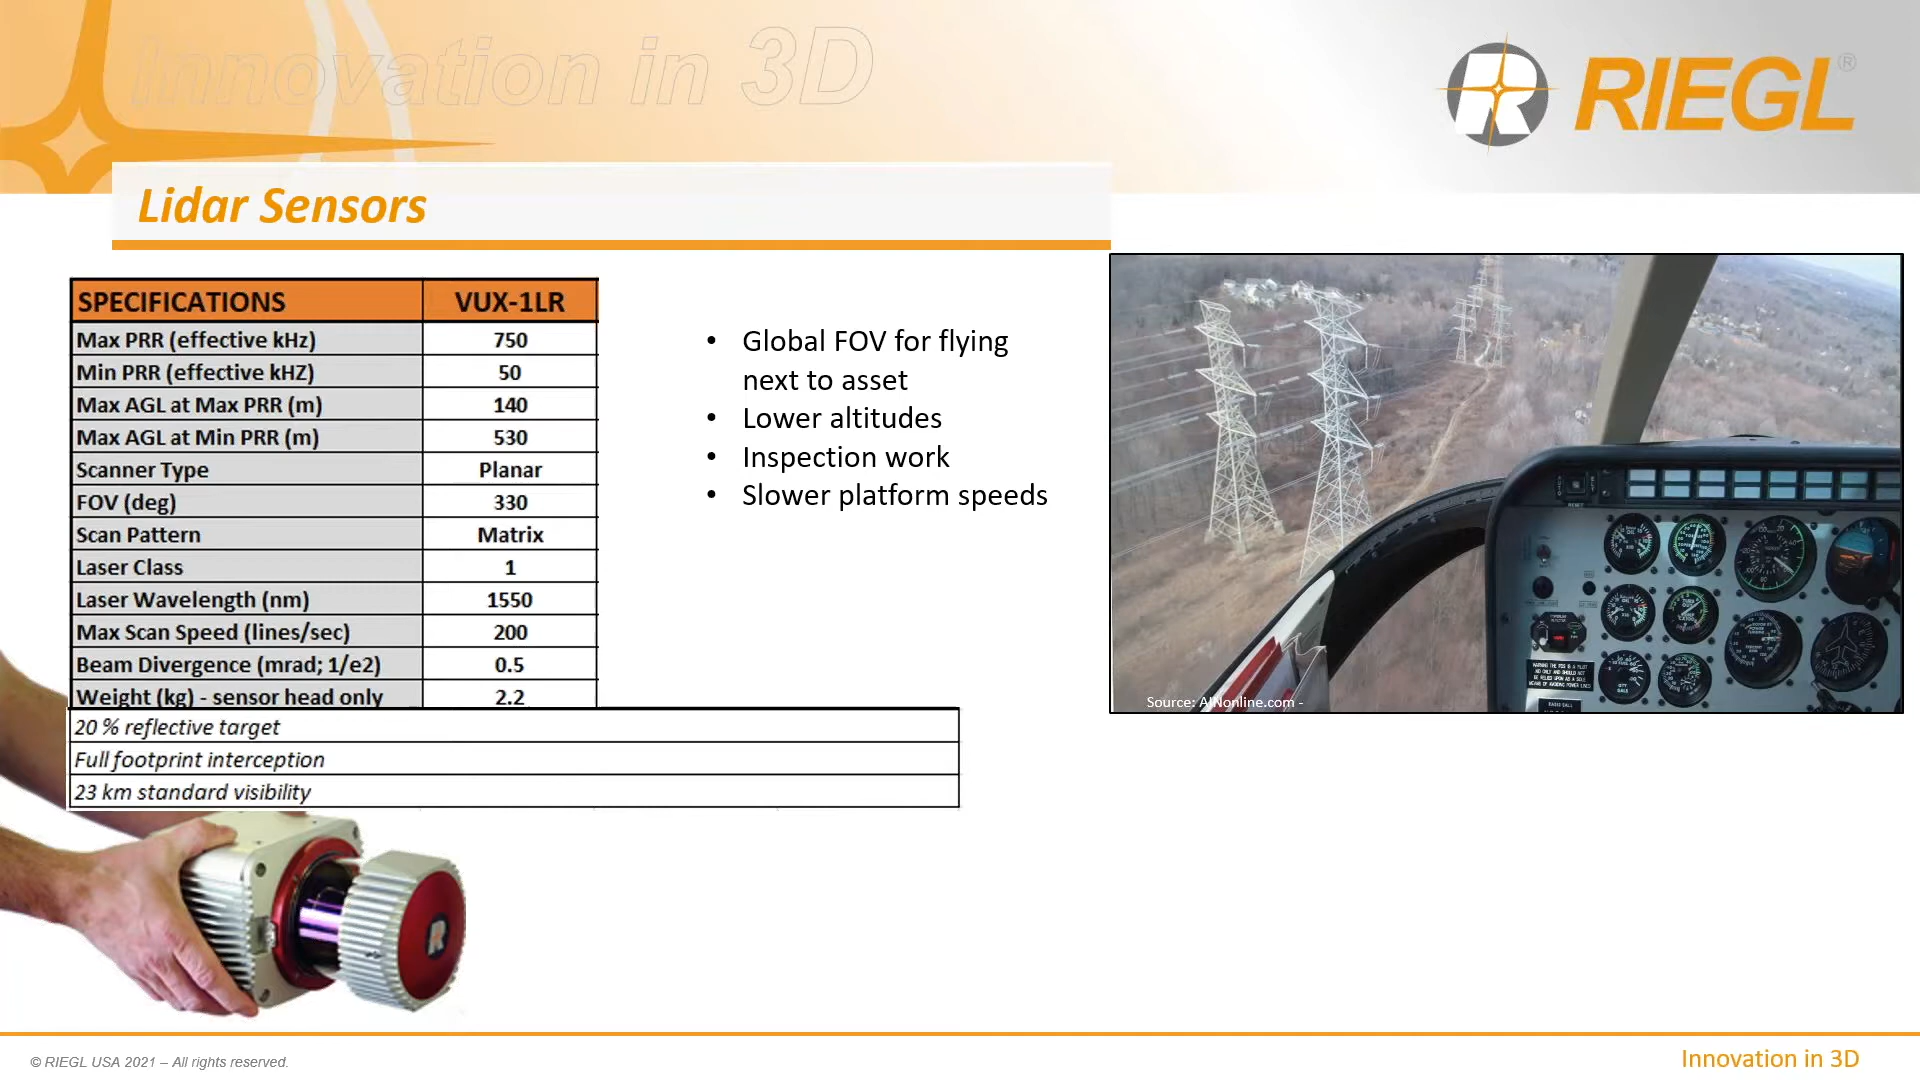 Innovation in 3D
RIEGL®
Lidar Sensors
SPECIFICATIONS VUX-1LR
Max PRR (effective kHz) 750
Min PRR (effective kHZ) 50
Max AGL at Max PRR (m) 140
Max AGL at Min PRR (m) 530
Scanner Type Planar
FOV (deg) 330
Scan Pattern Matrix
Laser Class 1
Laser Wavelength (nm) 1550
Max Scan Speed (lines/sec) 200
Beam Divergence (mrad; 1/e2) 0.5
Weight (kg) - sensor head only 2.2
20 % reflective target
Full footprint interception
23 km standard visibility
• Global FOV for flying
next to asset
• Lower altitudes
• Inspection work
• Slower platform speeds
Source: AINonline.com -
© RIEGL USA 2021 – All rights reserved.
Innovation in 3D